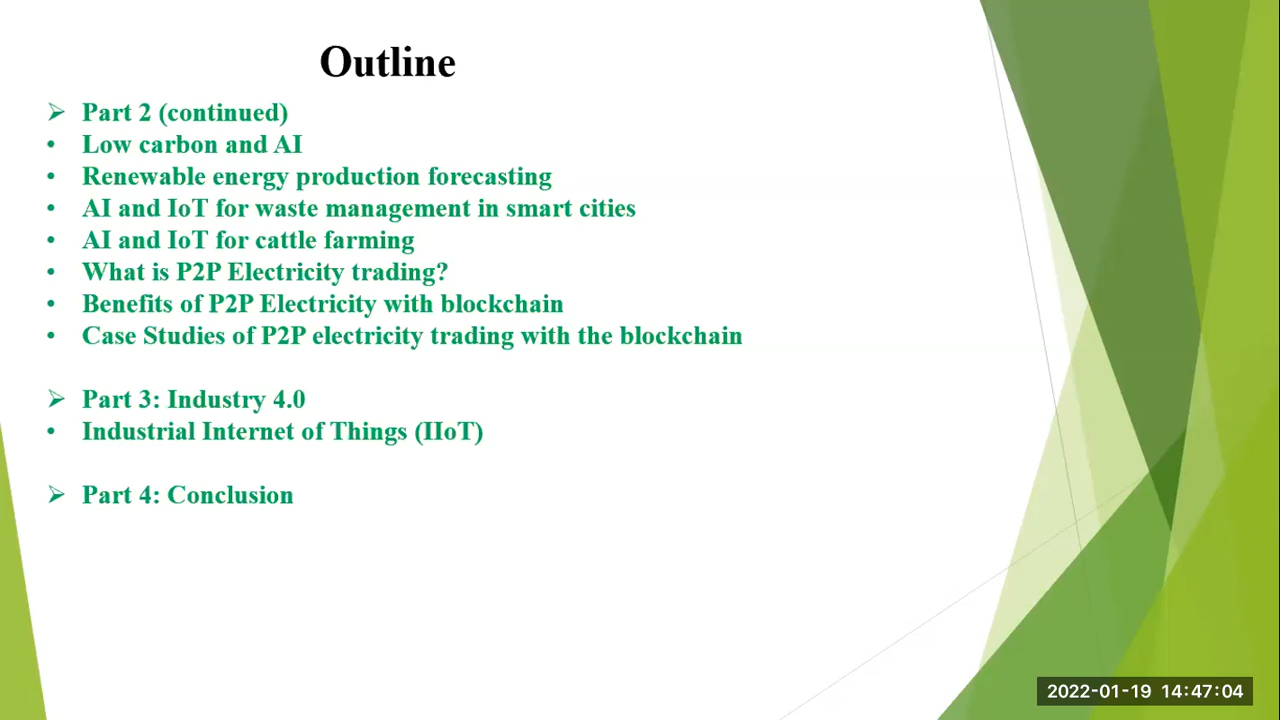 Outline
➢ Part 2 (continued)
• Low carbon and AI
• Renewable energy production forecasting
• AI and IoT for waste management in smart cities
• AI and IoT for cattle farming
• What is P2P Electricity trading?
• Benefits of P2P Electricity with blockchain
• Case Studies of P2P electricity trading with the blockchain
➢ Part 3: Industry 4.0
• Industrial Internet of Things (IIoT)
➢ Part 4: Conclusion
2022-01-19 14:47:04